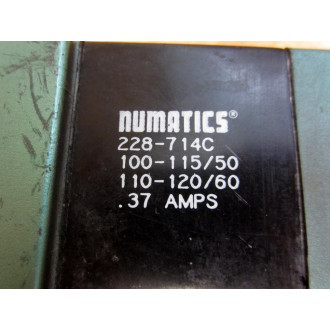 NUMATICS®
228-714C
100-115/50
110-120/60
.37 AMPS